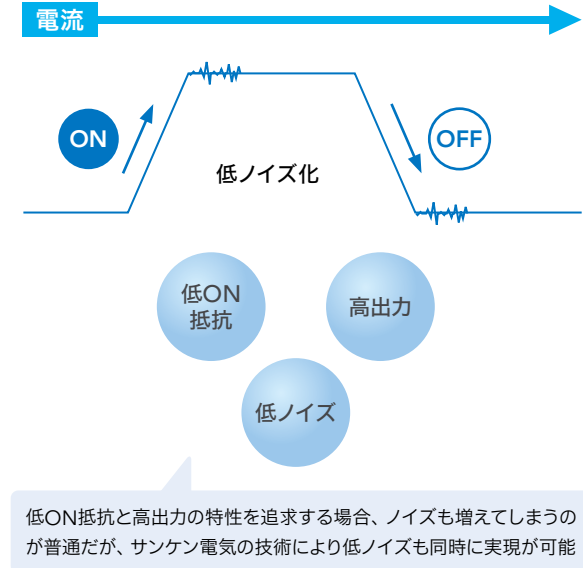 電流
ON
OFF
低ノイズ化
低ON
抵抗
高出力
低ノイズ
低ON抵抗と高出力の特性を追求する場合、ノイズも増えてしまうの
が普通だが、サンケン電気の技術により低ノイズも同時に実現が可能